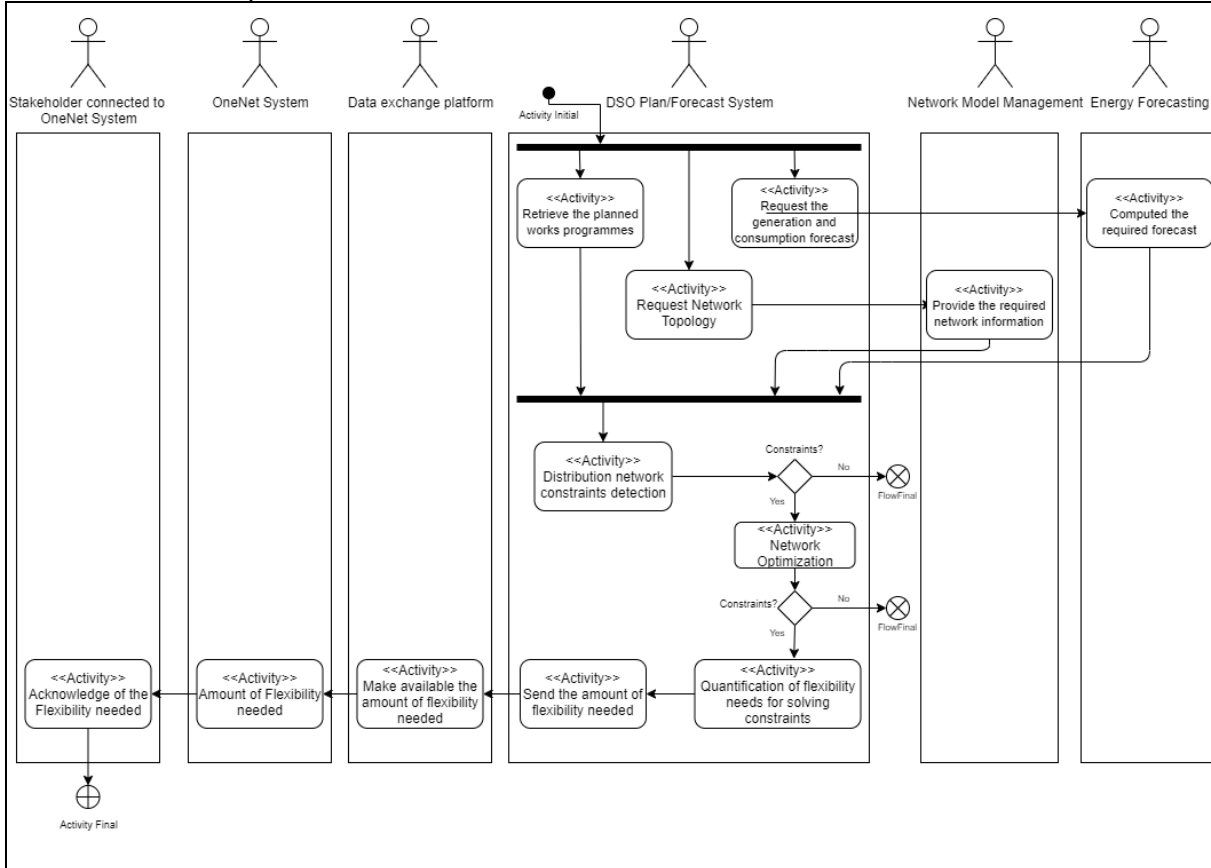 Stakeholder connected to
OneNet System
OneNet System
Data exchange platform
DSO Plan/Forecast System
Network Model Management
Energy Forecasting
Activity Initial
<<Activity>>
Retrieve the planned
works programmes
<<Activity>>
Request the
generation and
consumption forecast
<<Activity>>
Computed the
required forecast
<<Activity>>
Request Network
Topology
<<Activity>>
Provide the required
network information
<<Activity>>
Distribution network
constraints detection
Constraints?
No
FlowFinal
Yes
<<Activity>>
Network
Optimization
Constraints?
No
FlowFinal
Yes
<<Activity>>
Acknowledge of the
Flexibility needed
<<Activity>>
Amount of Flexibility
needed
<<Activity>>
Make available the
amount of flexibility
needed
<<Activity>>
Send the amount of
flexibility needed
<<Activity>>
Quantification of flexibility
needs for solving
constraints
Activity Final